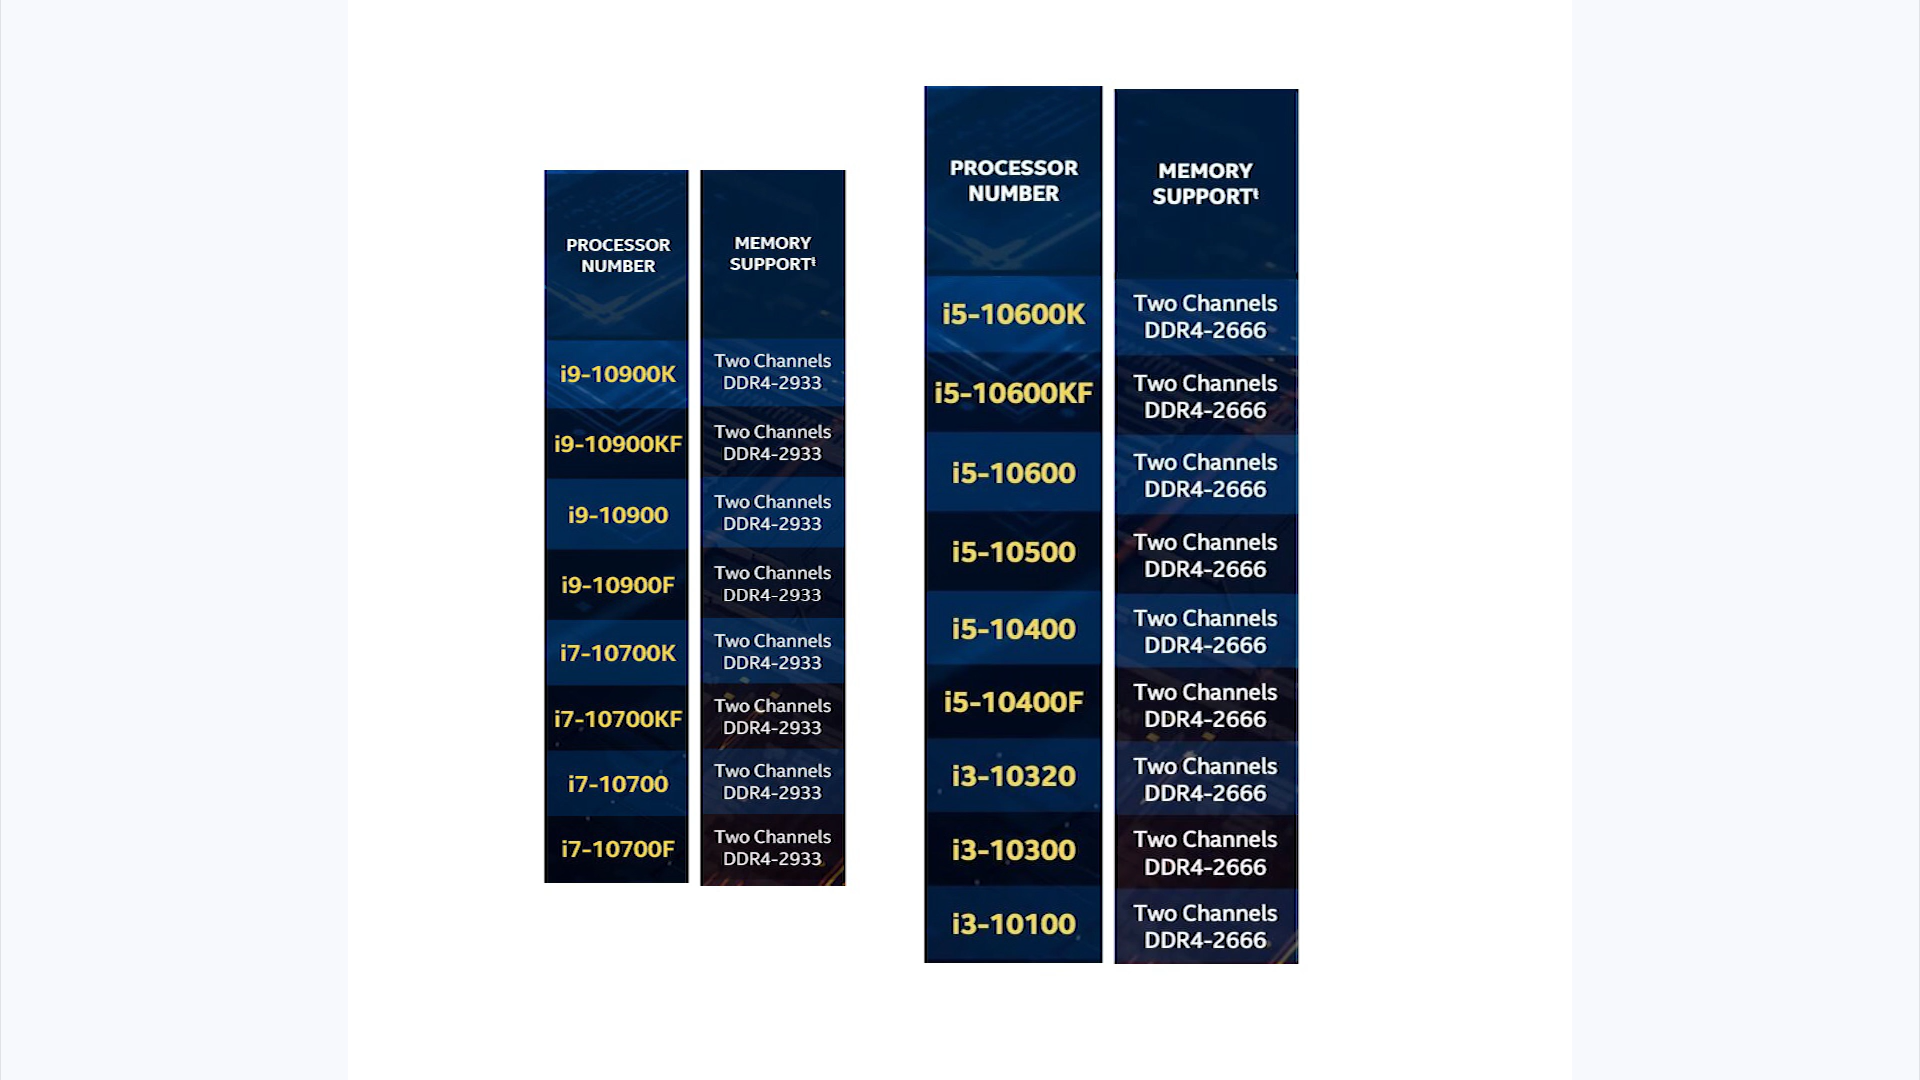 PROCESSOR
NUMBER
i9-10900K
i9-10900KF
i9-10900
i9-10900F
i7-10700K
i7-10700KF
i7-10700
i7-10700F
MEMORY
SUPPORTŧ
Two Channels
DDR4-2933
Two Channels
DDR4-2933
Two Channels
DDR4-2933
Two Channels
DDR4-2933
Two Channels
DDR4-2933
Two Channels
DDR4-2933
Two Channels
DDR4-2933
Two Channels
DDR4-2933
PROCESSOR
NUMBER
i5-10600K
i5-10600KF
i5-10600
i5-10500
i5-10400
i5-10400F
i3-10320
i3-10300
i3-10100
MEMORY
SUPPORTŧ
Two Channels
DDR4-2666
Two Channels
DDR4-2666
Two Channels
DDR4-2666
Two Channels
DDR4-2666
Two Channels
DDR4-2666
Two Channels
DDR4-2666
Two Channels
DDR4-2666
Two Channels
DDR4-2666
Two Channels
DDR4-2666